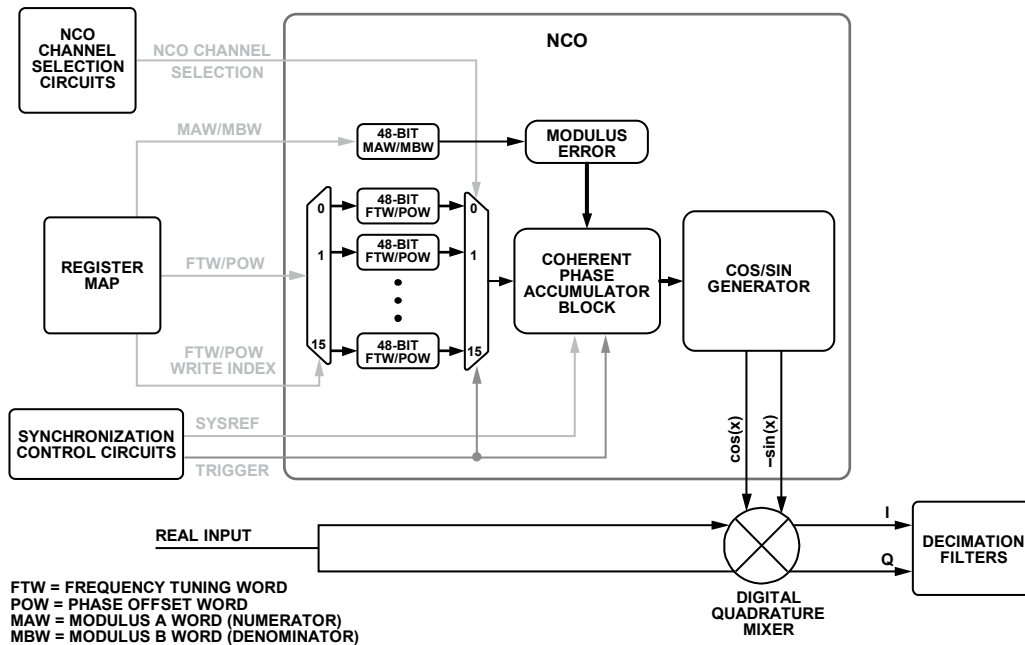 NCO
CHANNEL
SELECTION
CIRCUITS
NCO CHANNEL
SELECTION
NCO
MAW/MBW
48-BIT
MAW/MBW
MODULUS
ERROR
REGISTER
MAP
FTW/POW
0
1
15
48-BIT
FTW/POW
48-BIT
FTW/POW
48-BIT
FTW/POW
0
1
15
COHERENT
PHASE
ACCUMULATOR
BLOCK
COS/SIN
GENERATOR
FTW/POW
WRITE INDEX
SYNCHRONIZATION
CONTROL CIRCUITS
SYSREF
TRIGGER
cos(x)
–sin(x)
REAL INPUT
I
Q
DECIMATION
FILTERS
DIGITAL
QUADRATURE
MIXER
FTW = FREQUENCY TUNING WORD
POW = PHASE OFFSET WORD
MAW = MODULUS A WORD (NUMERATOR)
MBW = MODULUS B WORD (DENOMINATOR)